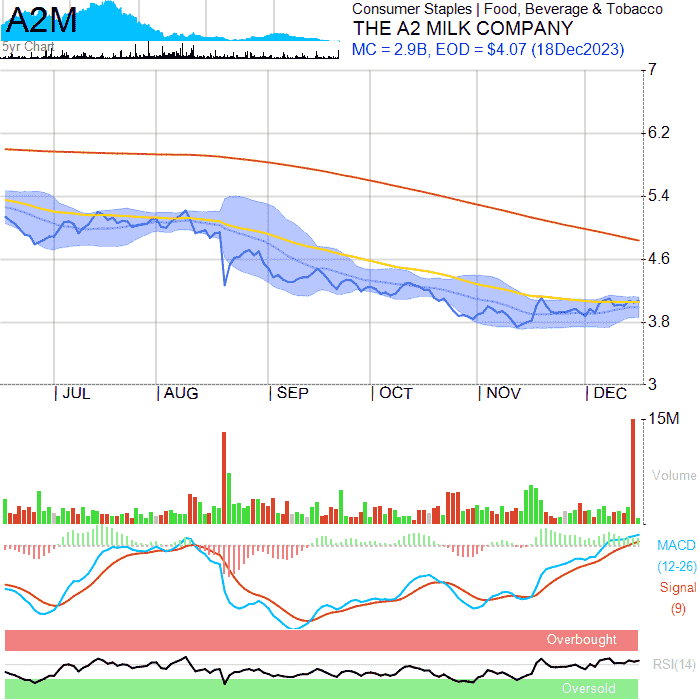 A2M
5yr Chart
Consumer Staples | Food, Beverage & Tobacco
THE A2 MILK COMPANY
MC = 2.9B, EOD = $4.07 (18Dec2023)
7
6.2
5.4
4.6
3.8
3
JUL AUG SEP OCT NOV DEC
15M
Volume
MACD
(12-26)
Signal
(9)
Overbought
RSI(14)
Oversold